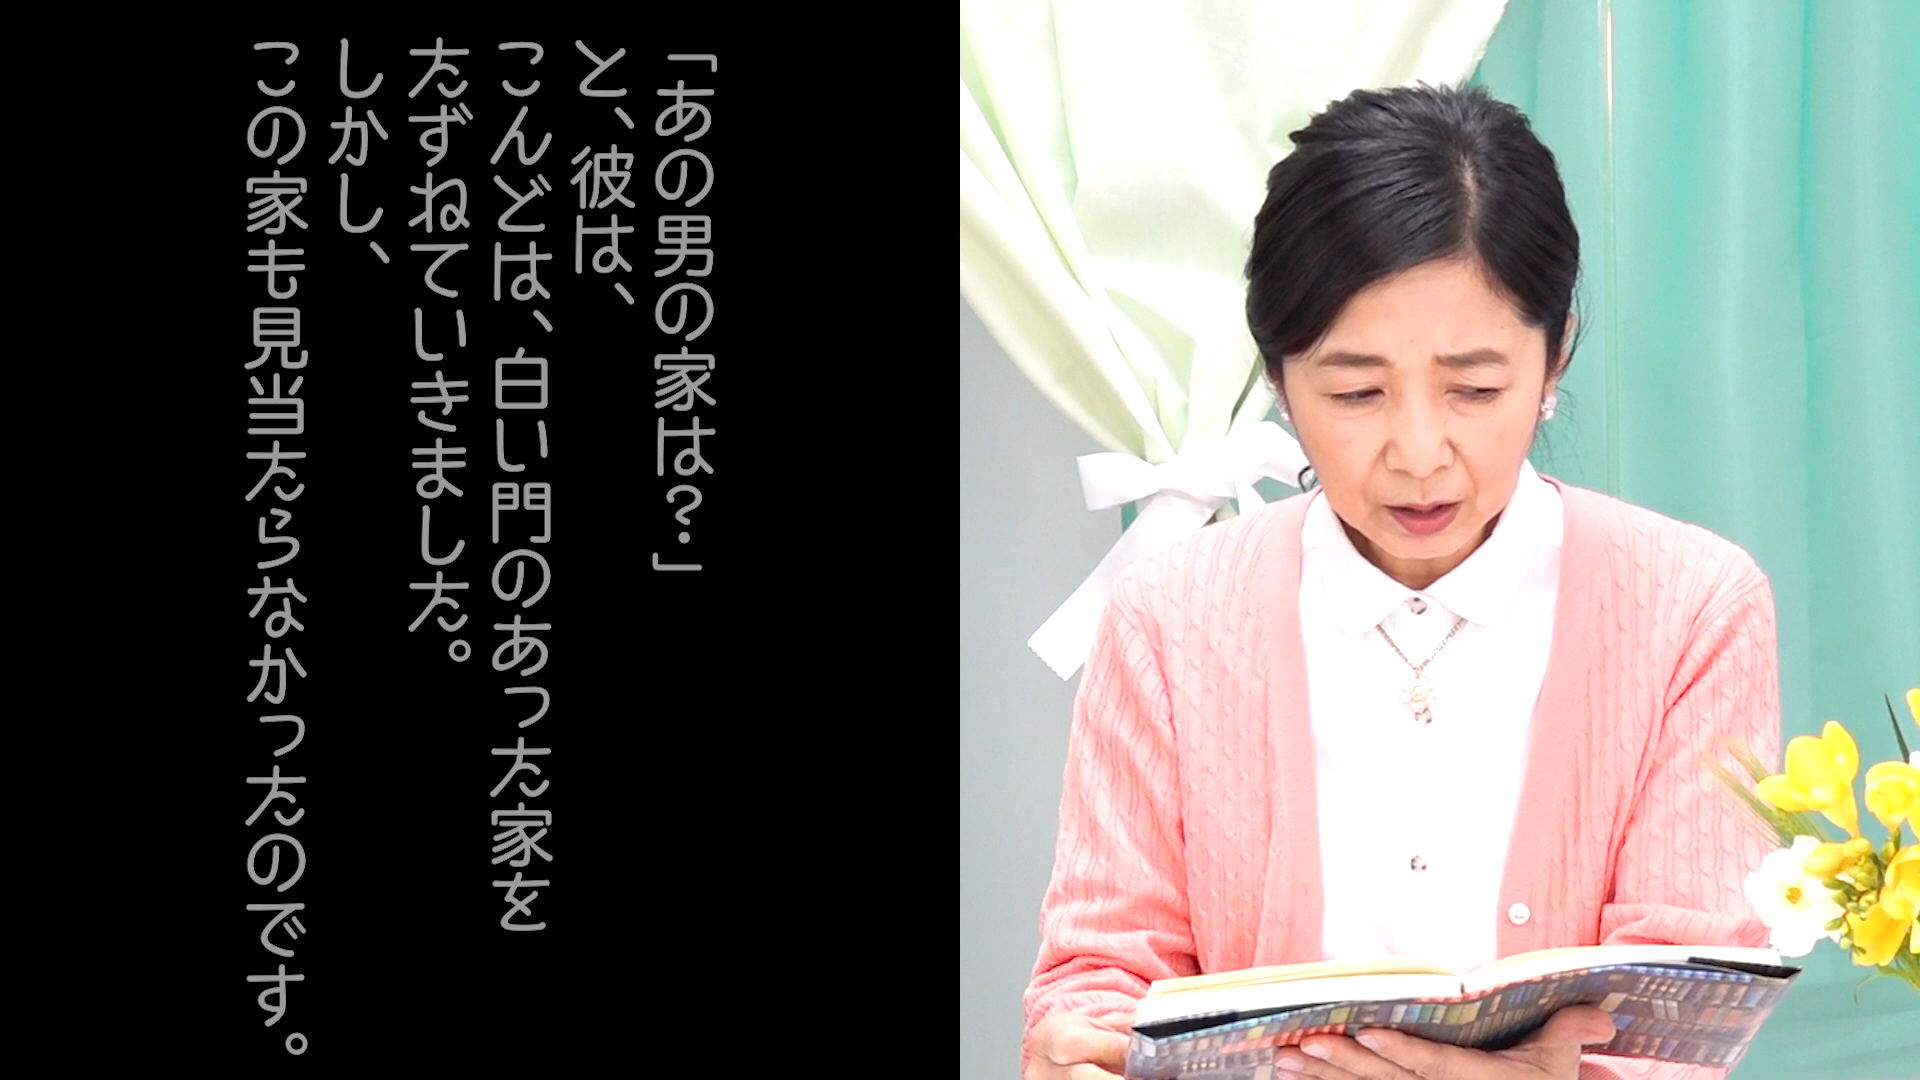 「あの男の家は?」
と、彼は、
こんどは、白い門のあった家を
たずねていきました。
しかし、
この家も見当たらなかったのです。